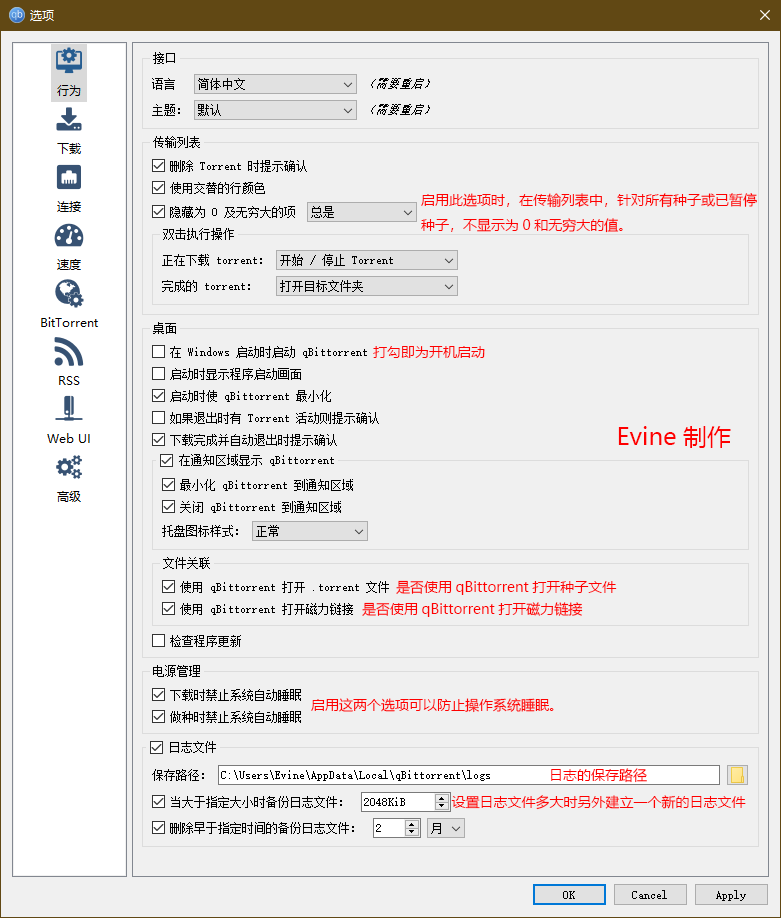 qb 选项
行为
下载
连接
速度
BitTorrent
RSS
Web UI
高级
接口
语言 简体中文 (需要重启)
主题: 默认 (需要重启)
传输列表
删除 Torrent 时提示确认
使用交替的行颜色
隐藏为 0 及无穷大的项 总是
启用此选项时，在传输列表中，针对所有种子或已暂停
种子，不显示为 0 和无穷大的值。
双击执行操作
正在下载 torrent: 开始 / 停止 Torrent
完成的 torrent: 打开目标文件夹
桌面
在 Windows 启动时启动 qBittorrent 打勾即为开机启动
启动时显示程序启动画面
启动时使 qBittorrent 最小化
如果退出时有 Torrent 活动则提示确认
下载完成并自动退出时提示确认
Evine 制作
在通知区域显示 qBittorrent
最小化 qBittorrent 到通知区域
关闭 qBittorrent 到通知区域
托盘图标样式: 正常
文件关联
使用 qBittorrent 打开 .torrent 文件 是否使用 qBittorrent 打开种子文件
使用 qBittorrent 打开磁力链接 是否使用 qBittorrent 打开磁力链接
检查程序更新
电源管理
下载时禁止系统自动睡眠
做种时禁止系统自动睡眠
启用这两个选项可以防止操作系统睡眠。
日志文件
保存路径: C:\Users\Evine\AppData\Local\qBittorrent\logs 日志的保存路径
当大于指定大小时备份日志文件: 2048KiB 设置日志文件多大时另外建立一个新的日志文件
删除早于指定时间的备份日志文件: 2 月
OK Cancel Apply